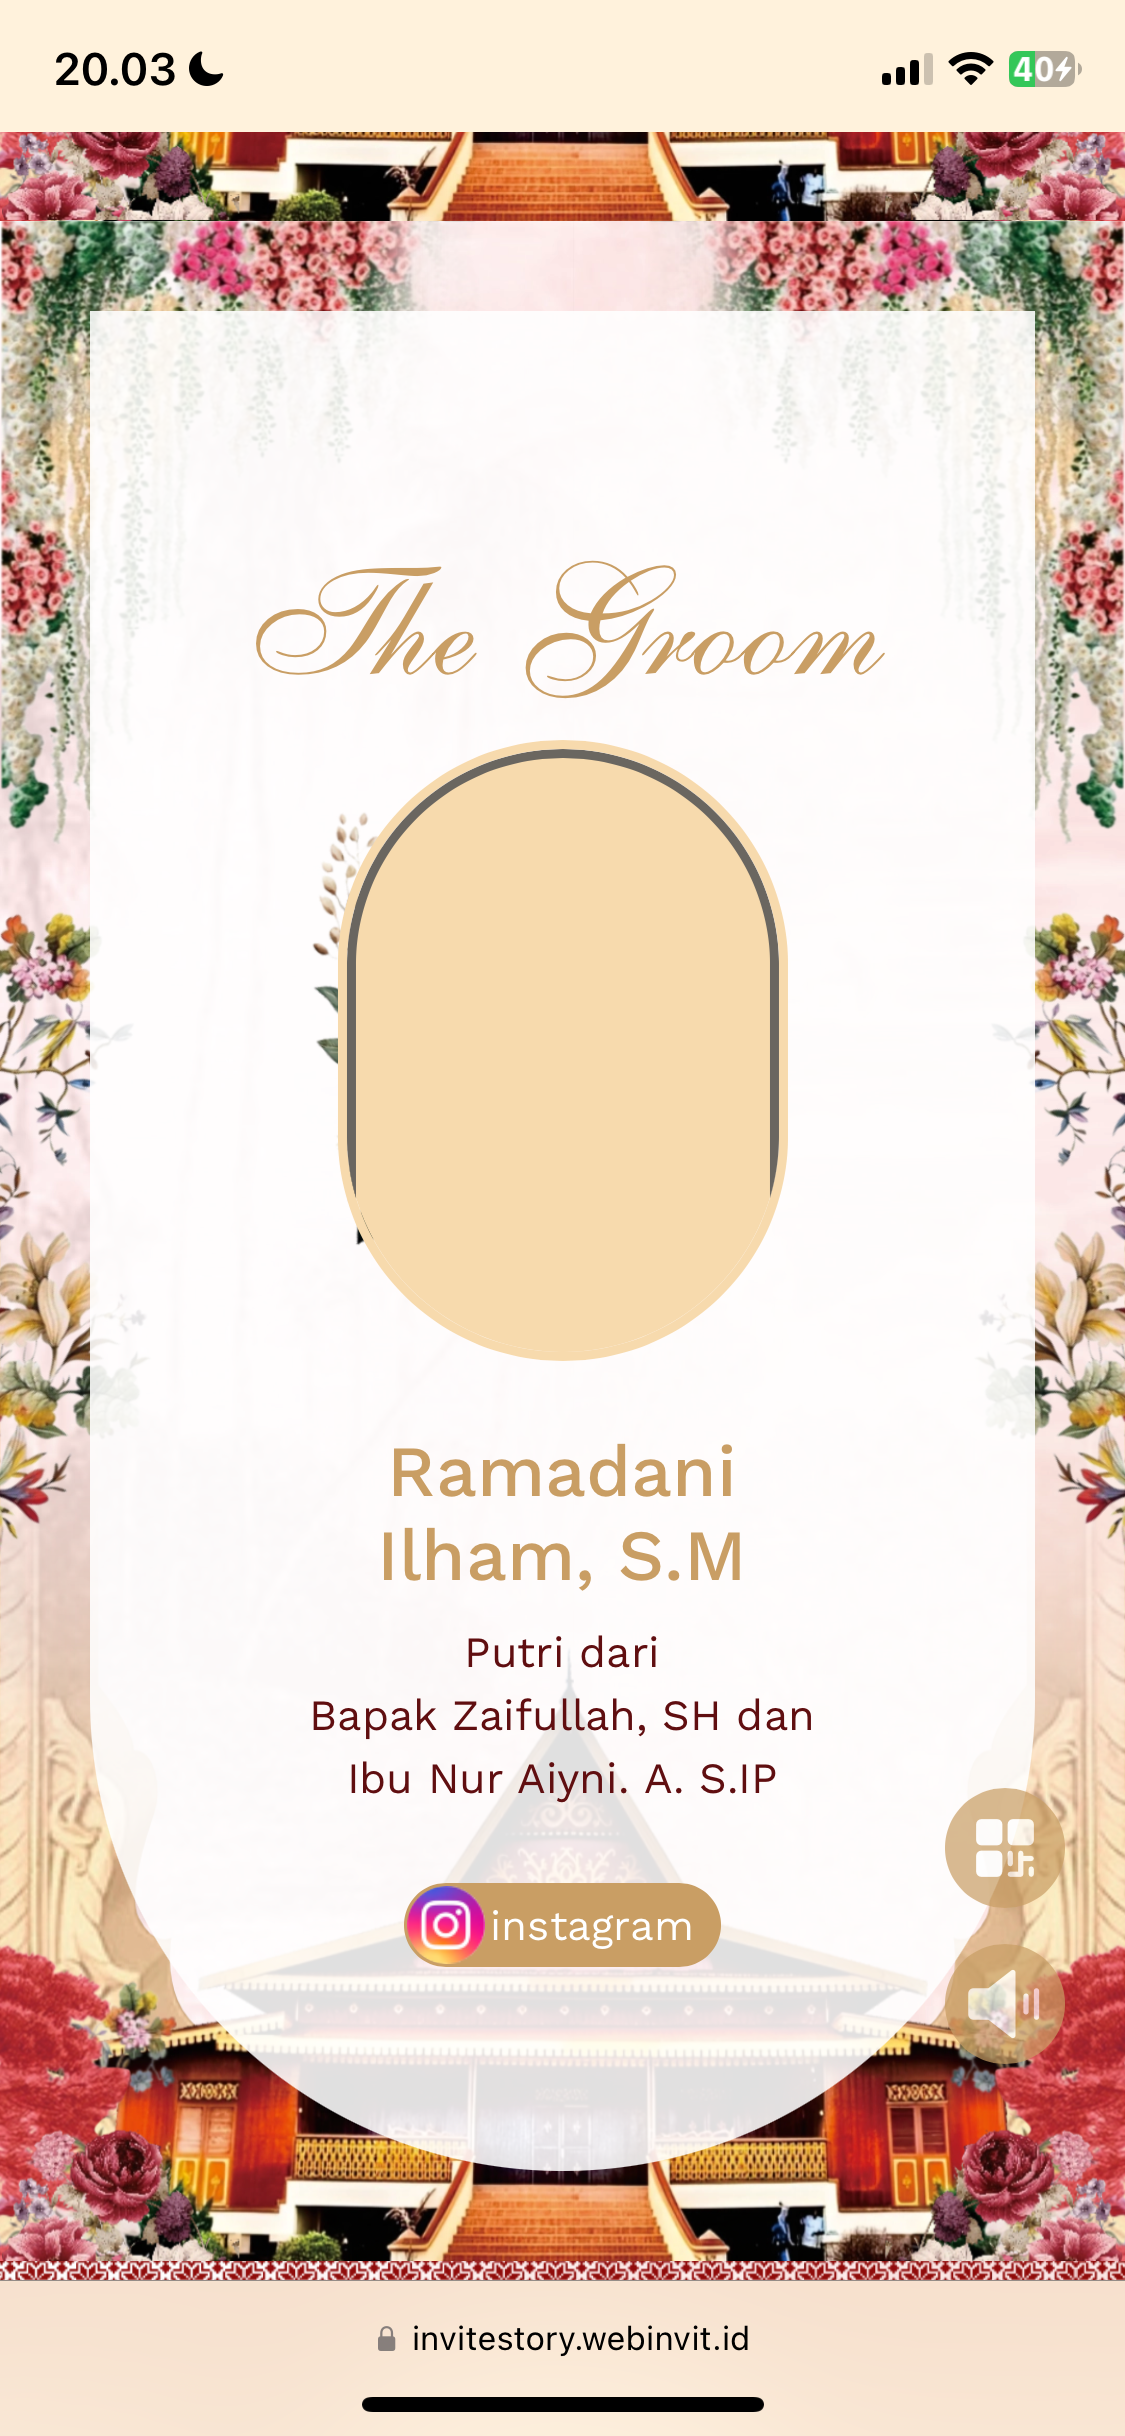 20.03
40
The Groom
Ramadani
Ilham, S.M
Putri dari
Bapak Zaifullah, SH dan
Ibu Nur Aiyni. A. S.IP
instagram
invitestory.webinvit.id